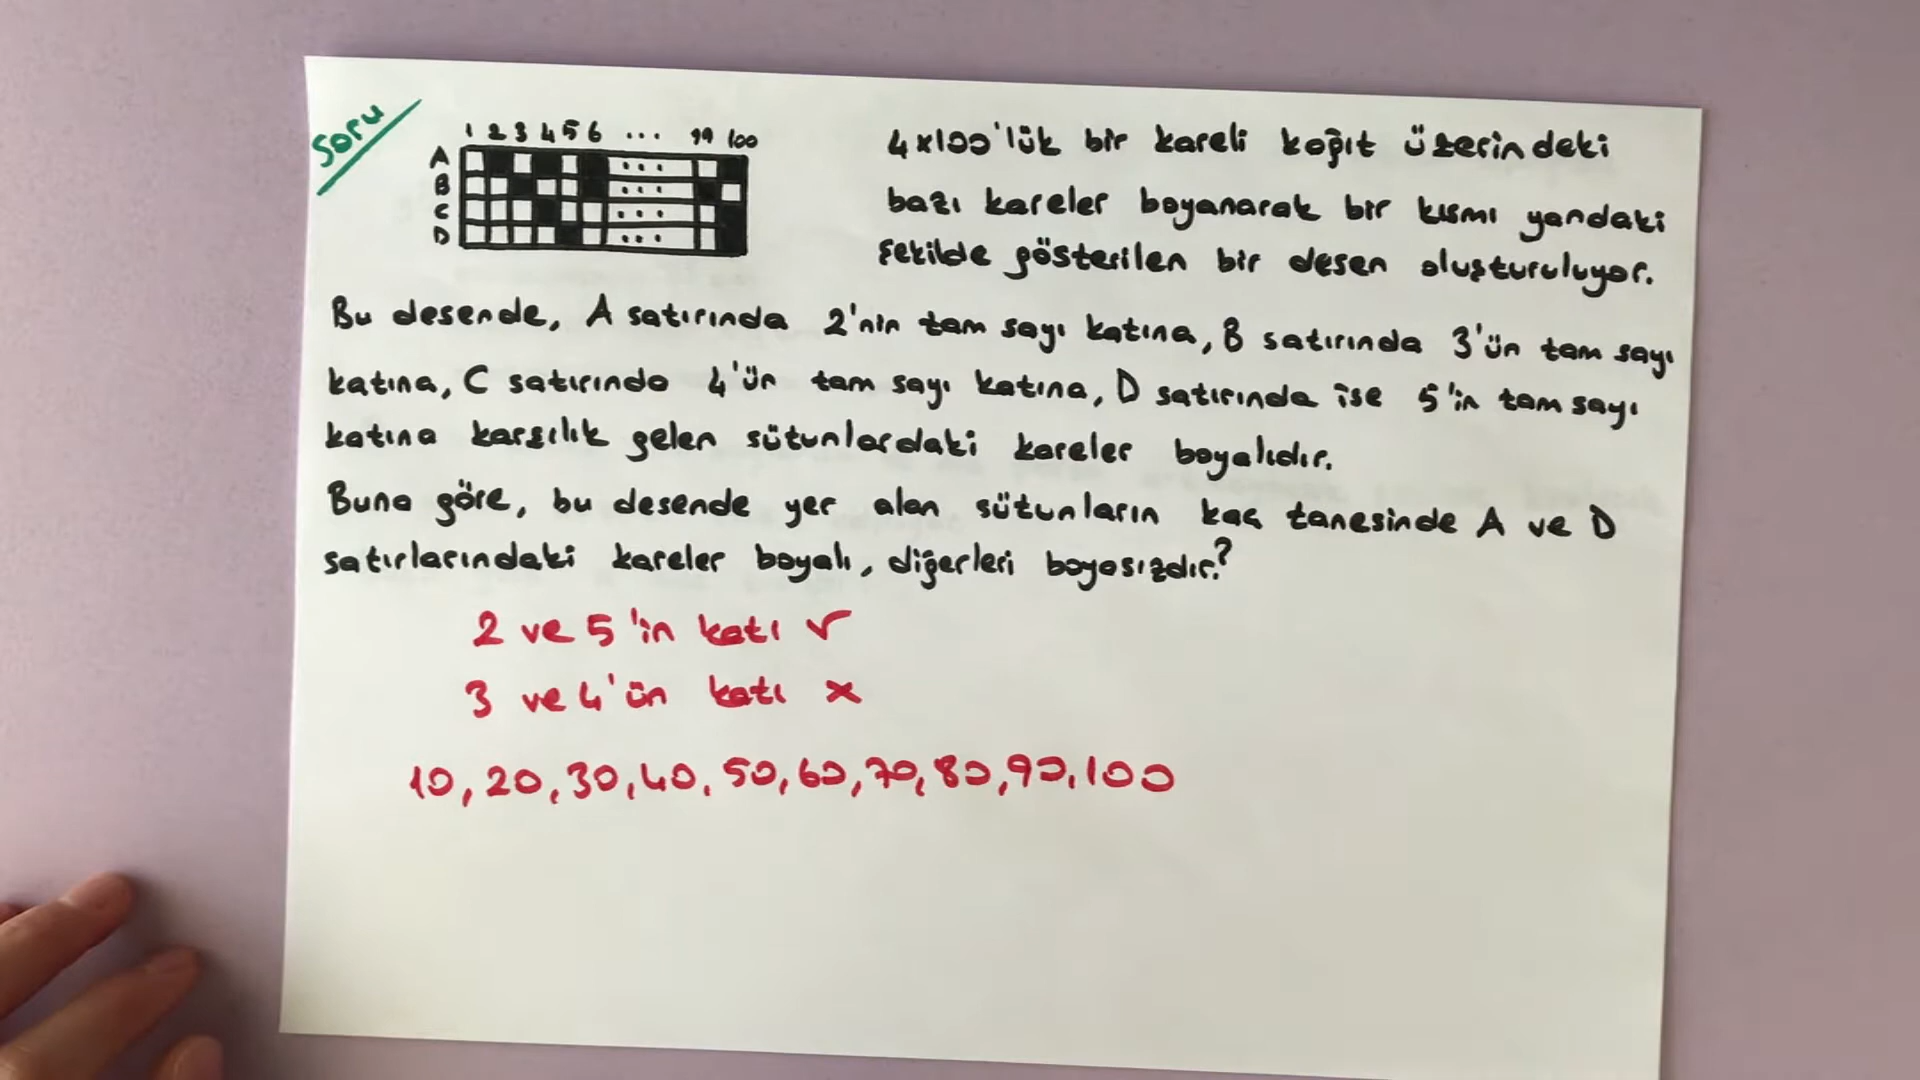 Soru
1 2 3 4 5 6 ... 99 100
A ...
B ...
C ...
D ...
4x100'lük bir kareli kağıt üzerindeki
bazı kareler boyanarak bir kısmı yandaki
şekilde gösterilen bir desen oluşturuluyor.
Bu desende, A satırında 2'nin tam sayı katına, B satırında 3'ün tam sayı
katına, C satırında 4'ün tam sayı katına, D satırında ise 5'in tam sayı
katına karşılık gelen sütunlardaki kareler boyalıdır.
Buna göre, bu desende yer alan sütunların kaç tanesinde A ve D
satırlarındaki kareler boyalı, diğerleri boyasızdır?
2 ve 5'in katı ✓
3 ve 4'ün katı x
10, 20, 30, 40, 50, 60, 70, 80, 90, 100